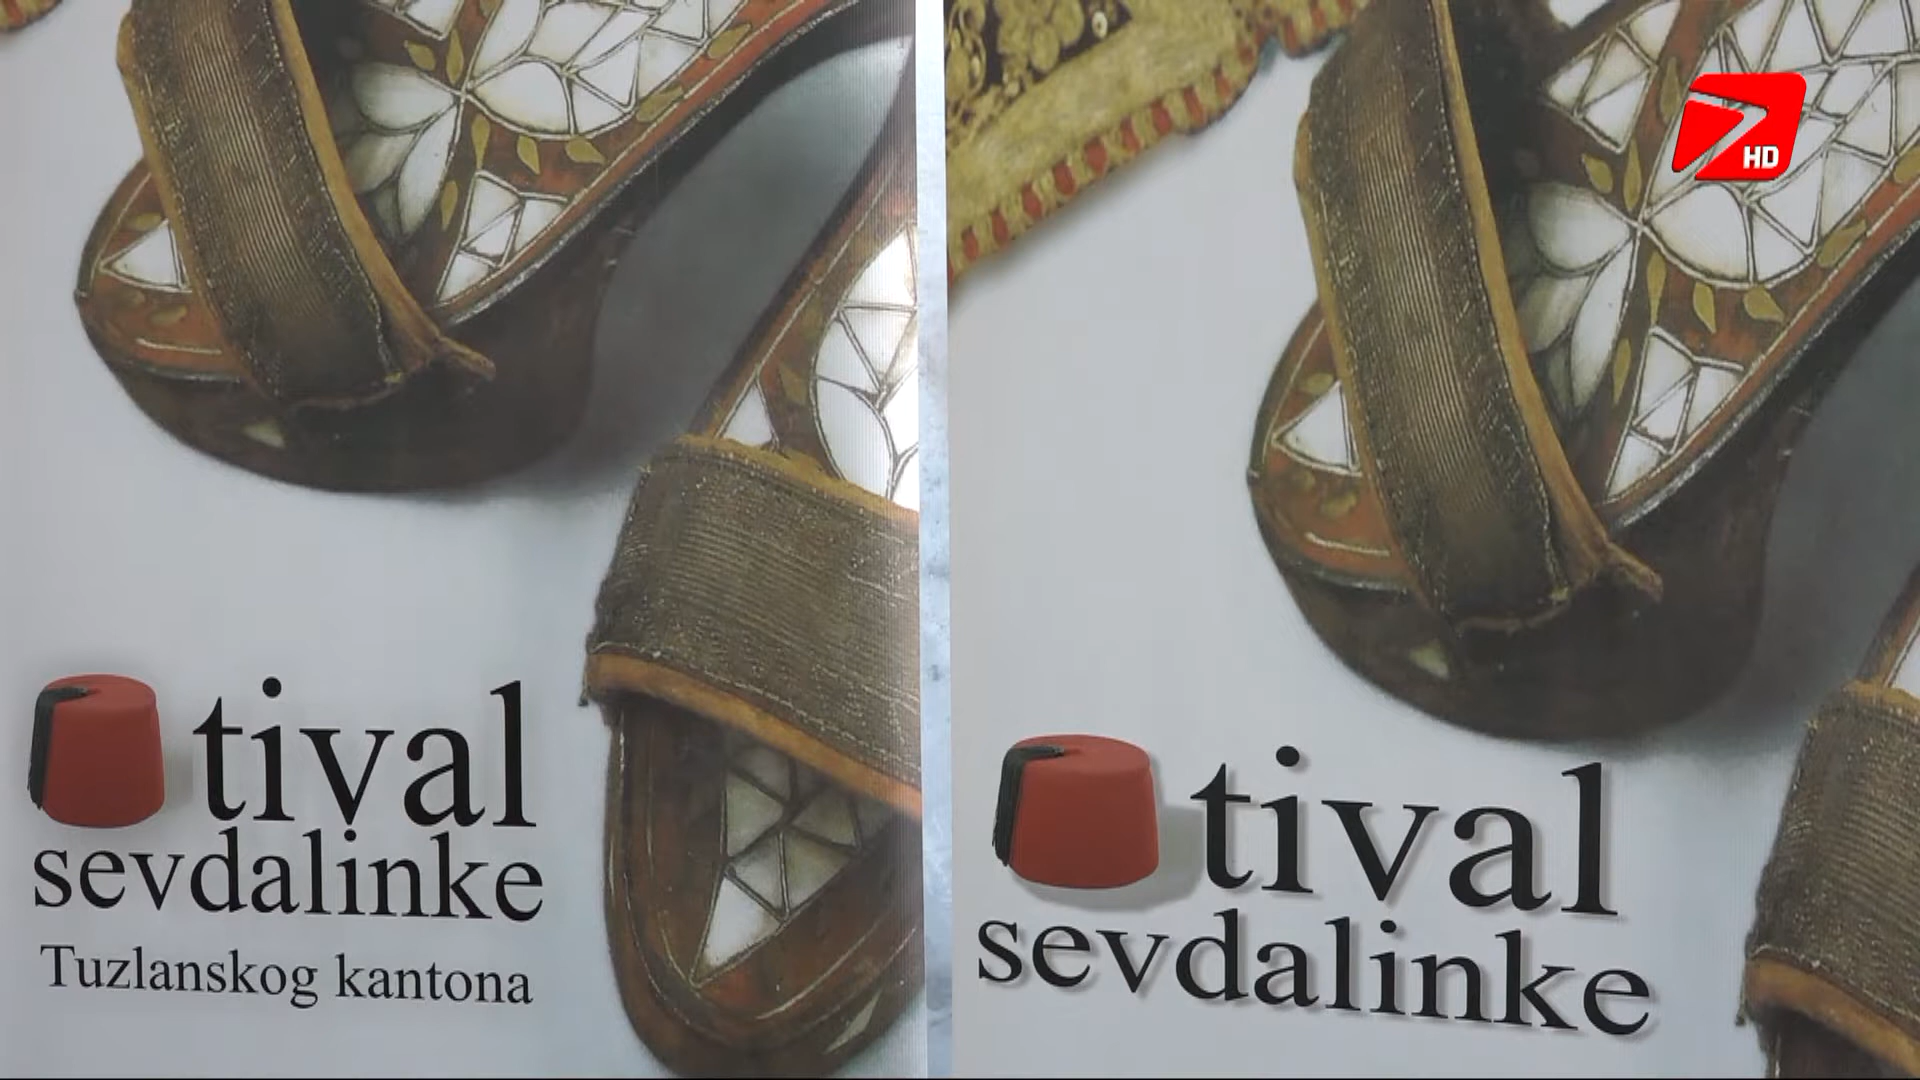 tival
sevdalinke
Tuzlanskog kantona
tival
sevdalinke
HD